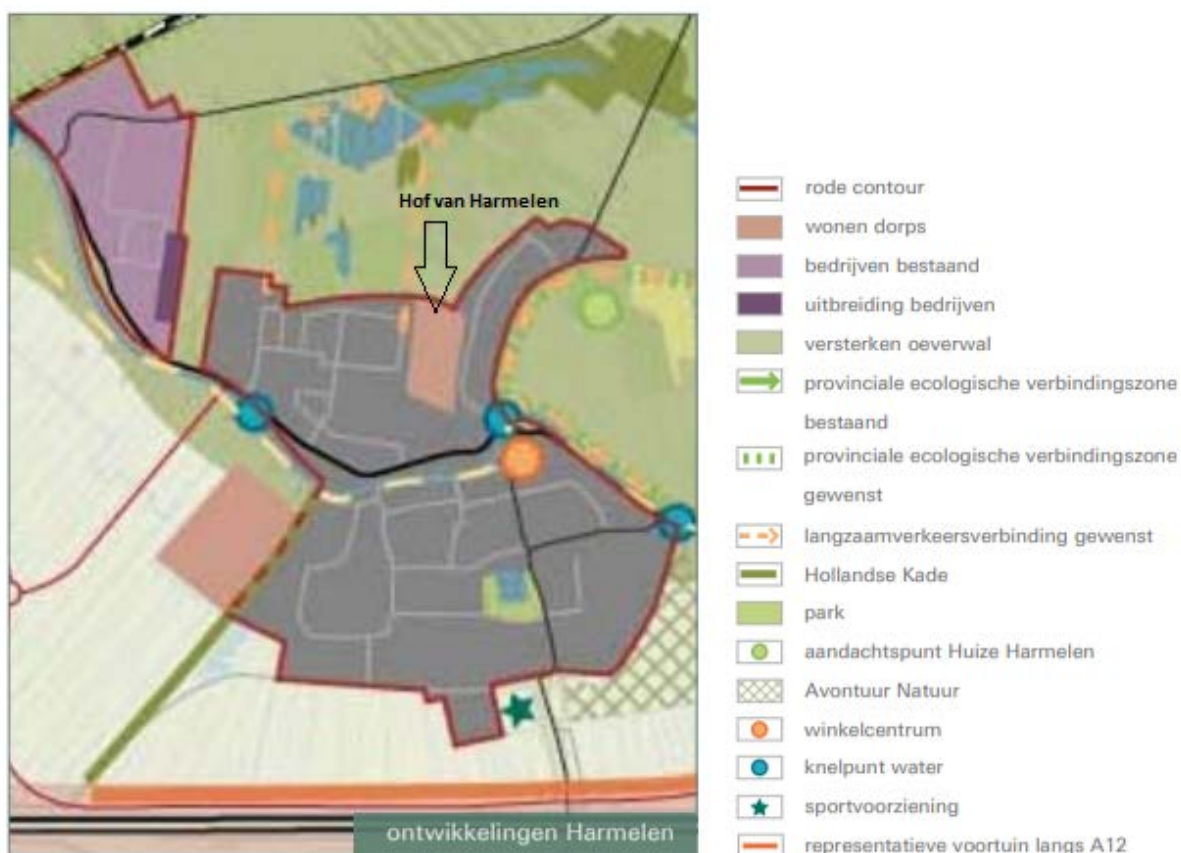 Hof van Harmelen
ontwikkelingen Harmelen
rode contour
wonen dorps
bedrijven bestaand
uitbreiding bedrijven
versterken oeverwal
provinciale ecologische verbindingszone
bestaand
provinciale ecologische verbindingszone
gewenst
langzaamverkeersverbinding gewenst
Hollandse Kade
park
aandachtspunt Huize Harmelen
Avontuur Natuur
winkelcentrum
knelpunt water
sportvoorziening
representatieve voortuin langs A12